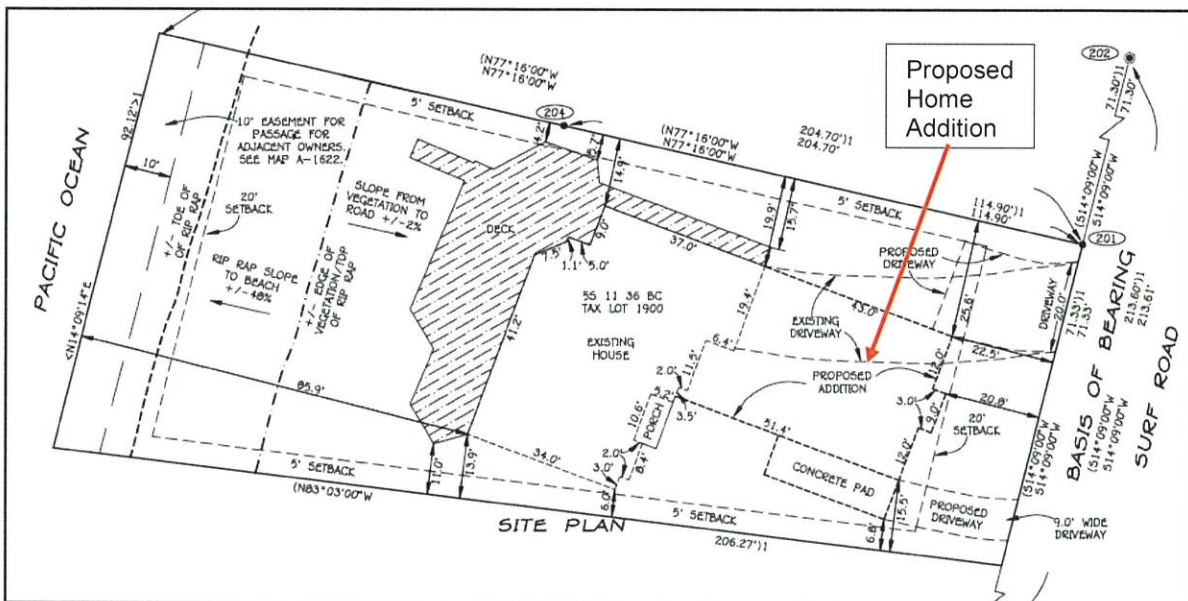 Proposed
Home
Addition
(N77°16'00"W
N77°16'00"W
204
5' SETBACK
(N77°16'00"W
N77°16'00"W
204.70')1
204.70'
202
71.30')1
71.30'
(S14°09'00"W
S14°09'00"W
114.90')1
114.90'
201
PACIFIC OCEAN
92.12'>1
<N14°09'14"E
10' EASEMENT FOR
PASSAGE FOR
ADJACENT OWNERS.
SEE MAP A-1622.
10'
+/- TOE OF
OF RIP RAP
20'
SETBACK
SLOPE FROM
VEGETATION TO
ROAD +/-2%
RIP RAP SLOPE
TO BEACH
+/-48%
+/- EDGE OF
VEGETATION/TOP
OF RIP RAP
DECK
14.9'
9.0'
1.1'
5.0'
37.0'
41.2'
5S 11 36 BC
TAX LOT 1900
EXISTING
HOUSE
19.9'
15.7'
5' SETBACK
PROPOSED
DRIVEWAY
19.4'
43.0'
EXISTING
DRIVEWAY
25.6'
DRIVEWAY
20.0'
71.33')1
71.33'
22.5'
6.4'
11.5'
PROPOSED
ADDITION
12.0'
3.0'
9.0'
20.8'
20'
SETBACK
2.0'
3.5'
10.6'
PORCH
51.4'
2.0'
8.4'
3.0'
6.0'
12.0'
CONCRETE PAD
15.5'
6.8'
PROPOSED
DRIVEWAY
9.0' WIDE
DRIVEWAY
BASIS OF BEARING
(S14°09'00"W
S14°09'00"W
213.60')1
213.61'
SURF ROAD
(S14°09'00"W
S14°09'00"W
85.9'
34.0'
11.0'
13.9'
5' SETBACK
(N83°03'00"W
SITE PLAN
5' SETBACK
206.27')1